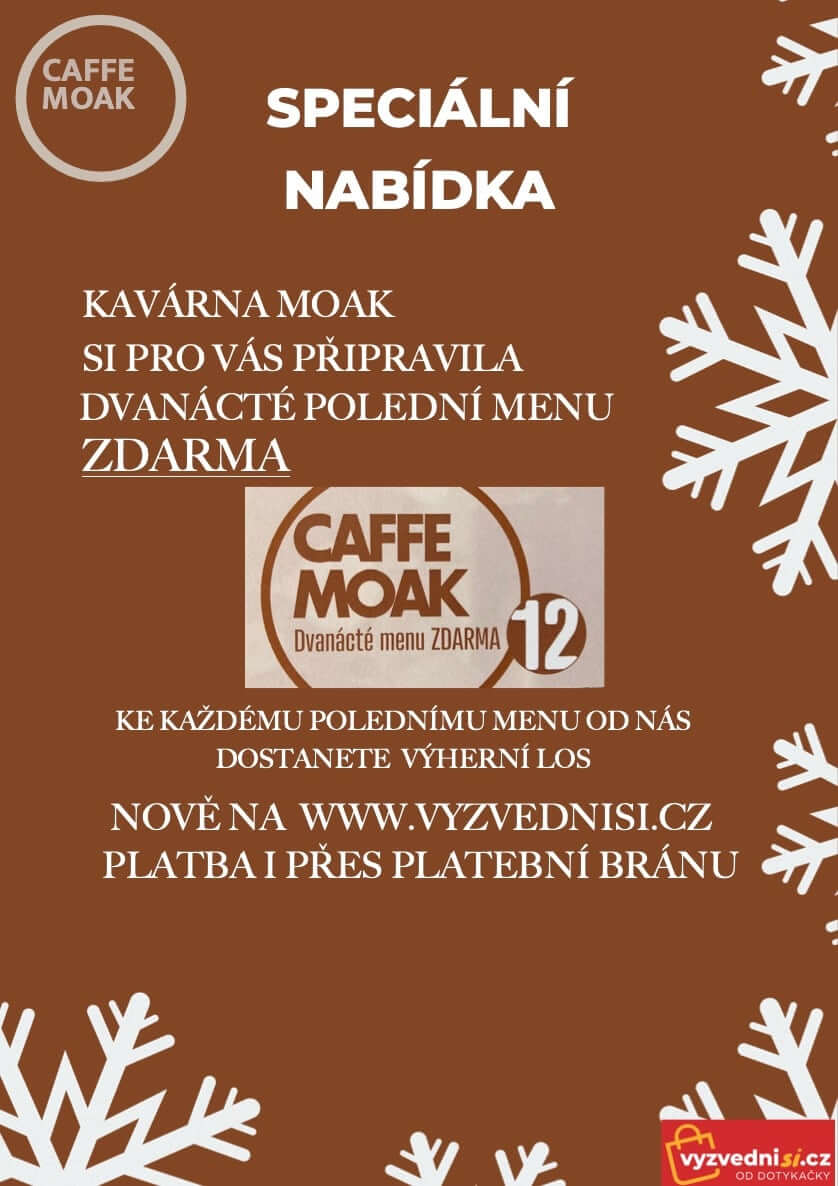 CAFFE
MOAK
SPECIÁLNÍ
NABÍDKA
KAVÁRNA MOAK
SI PRO VÁS PŘIPRAVILA
DVANÁCTÉ POLEDNÍ MENU
ZDARMA
CAFFE
MOAK
Dvanácté menu ZDARMA
12
KE KAŽDÉMU POLEDNÍMU MENU OD NÁS
DOSTANETE VÝHERNÍ LOS
NOVĚ NA WWW.VYZVEDNISI.CZ
PLATBA I PŘES PLATEBNÍ BRÁNU
vyzvednisi.cz
OD DOTYKAČKY